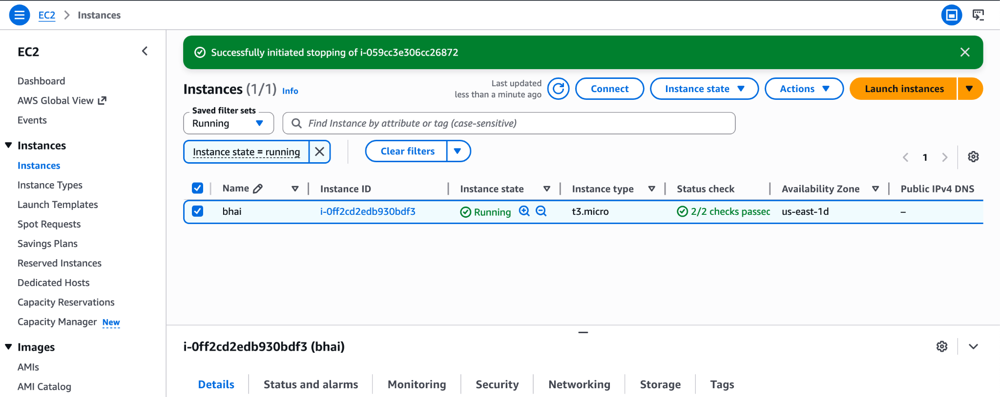 EC2 > Instances
EC2
Dashboard
AWS Global View
Events
Instances
Instances
Instance Types
Launch Templates
Spot Requests
Savings Plans
Reserved Instances
Dedicated Hosts
Capacity Reservations
Capacity Manager New
Images
AMIs
AMI Catalog
Successfully initiated stopping of i-059cc3e306cc26872
Instances (1/1) Info
Last updated
less than a minute ago
Connect
Instance state
Actions
Launch instances
Saved filter sets
Running
Find Instance by attribute or tag (case-sensitive)
Instance state = running
Clear filters
1
Name Instance ID Instance state Instance type Status check Availability Zone Public IPv4 DNS
bhai i-0ff2cd2edb930bdf3 Running t3.micro 2/2 checks passed us-east-1d –
i-0ff2cd2edb930bdf3 (bhai)
Details Status and alarms Monitoring Security Networking Storage Tags